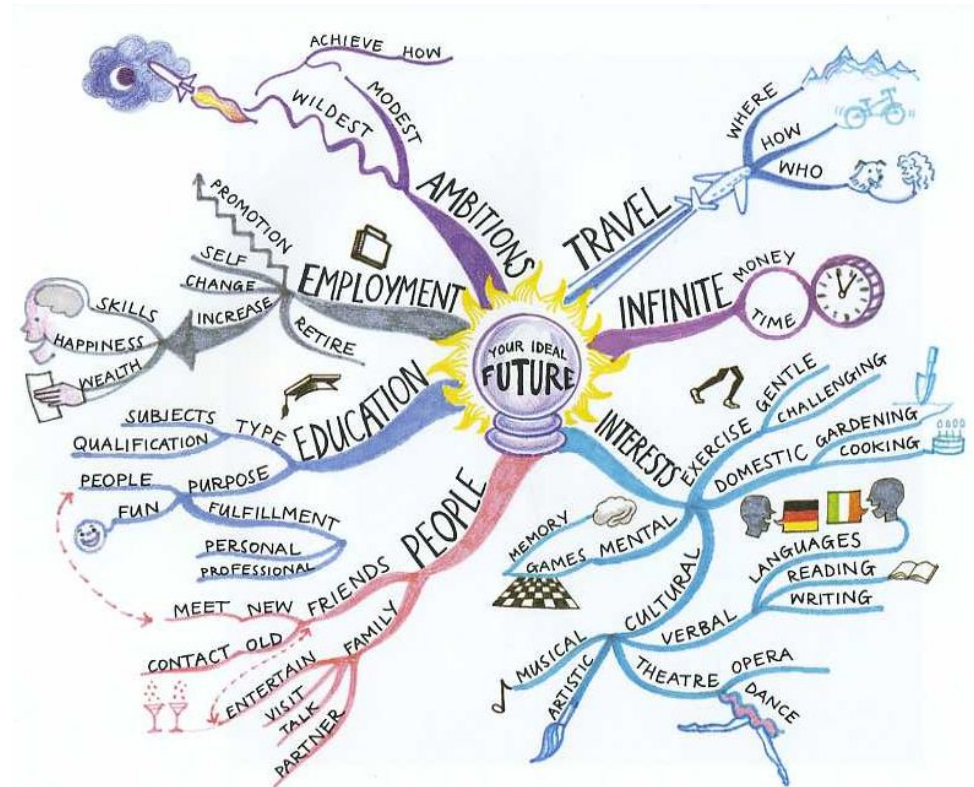 YOUR IDEAL
FUTURE
AMBITIONS
MODEST
WILDEST
ACHIEVE HOW
TRAVEL
WHERE
HOW
WHO
INFINITE
MONEY
TIME
INTERESTS
EXERCISE
GENTLE
CHALLENGING
DOMESTIC
GARDENING
COOKING
MENTAL
GAMES
MEMORY
CULTURAL
VERBAL
LANGUAGES
READING
WRITING
THEATRE
OPERA
DANCE
ARTISTIC
MUSICAL
PEOPLE
FRIENDS
MEET NEW
CONTACT OLD
FAMILY
ENTERTAIN
VISIT
TALK
PARTNER
EDUCATION
TYPE
SUBJECTS
QUALIFICATION
PURPOSE
PEOPLE
FUN
FULFILLMENT
PERSONAL
PROFESSIONAL
EMPLOYMENT
PROMOTION
SELF
CHANGE
INCREASE
SKILLS
HAPPINESS
WEALTH
RETIRE